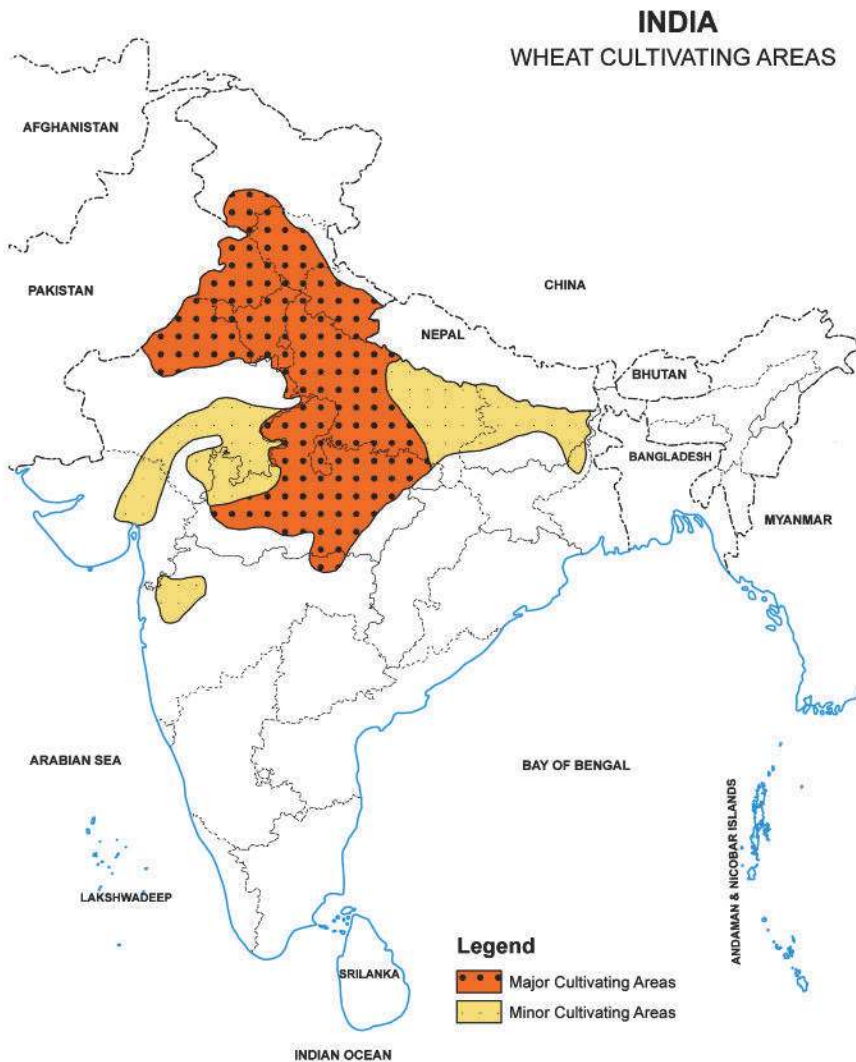 INDIA
WHEAT CULTIVATING AREAS
AFGHANISTAN
PAKISTAN
CHINA
NEPAL
BHUTAN
BANGLADESH
MYANMAR
ARABIAN SEA
BAY OF BENGAL
LAKSHWADEEP
ANDAMAN & NICOBAR ISLANDS
SRILANKA
INDIAN OCEAN
Legend
Major Cultivating Areas
Minor Cultivating Areas